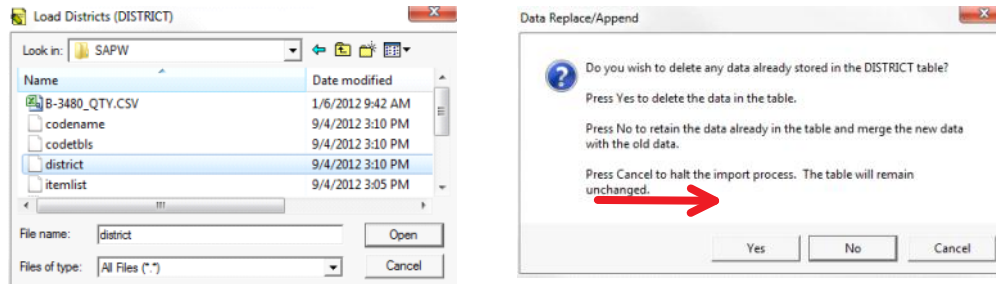 Load Districts (DISTRICT)
Look in: SAPW
Name Date modified
B-3480_QTY.CSV 1/6/2012 9:42 AM
codename 9/4/2012 3:10 PM
codetbls 9/4/2012 3:10 PM
district 9/4/2012 3:10 PM
itemlist 9/4/2012 3:05 PM
File name: district Open
Files of type: All Files (*.*) Cancel
Data Replace/Append
Do you wish to delete any data already stored in the DISTRICT table?
Press Yes to delete the data in the table.
Press No to retain the data already in the table and merge the new data
with the old data.
Press Cancel to halt the import process. The table will remain
unchanged.
Yes No Cancel